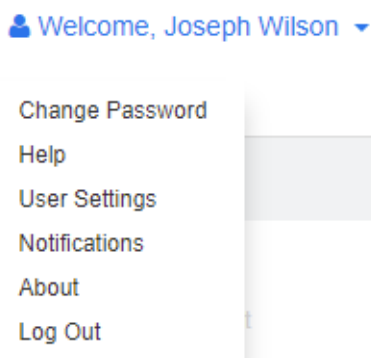 Welcome, Joseph Wilson
Change Password
Help
User Settings
Notifications
About
Log Out